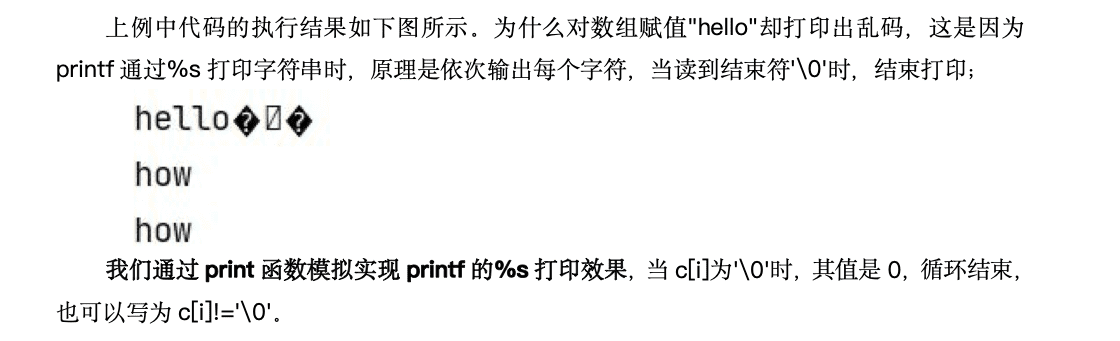 上例中代码的执行结果如下图所示。为什么对数组赋值"hello"却打印出乱码，这是因为
printf 通过%s 打印字符串时，原理是依次输出每个字符，当读到结束符'\0'时，结束打印；
hello�▯�
how
how
我们通过 print 函数模拟实现 printf 的%s 打印效果，当 c[i]为'\0'时，其值是 0，循环结束，
也可以写为 c[i]!='\0'。